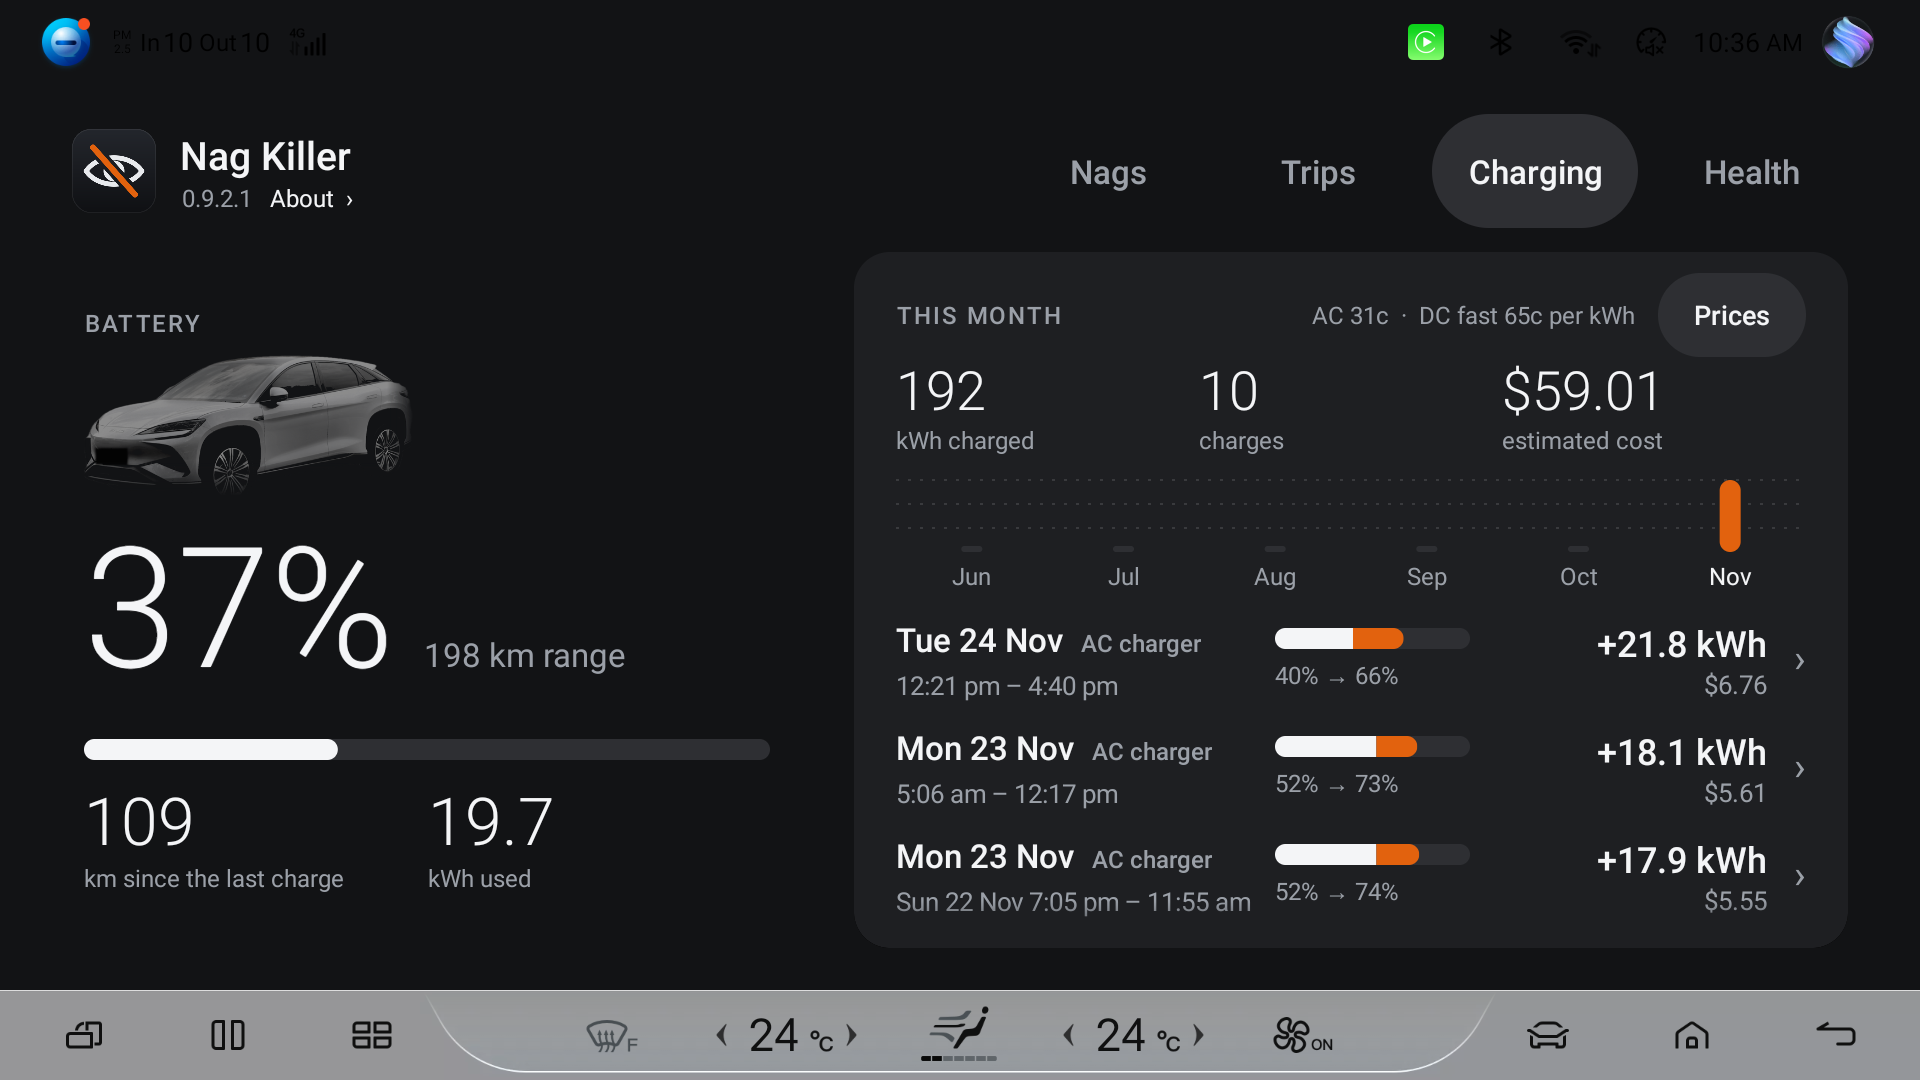 PM 2.5 In 10 Out 10 4G
10:36 AM
Nag Killer
0.9.2.1 About ›
Nags
Trips
Charging
Health
BATTERY
37%
198 km range
109
km since the last charge
19.7
kWh used
THIS MONTH
AC 31c · DC fast 65c per kWh
Prices
192
kWh charged
10
charges
$59.01
estimated cost
Jun Jul Aug Sep Oct Nov
Tue 24 Nov AC charger
12:21 pm – 4:40 pm
40% → 66%
+21.8 kWh
$6.76
Mon 23 Nov AC charger
5:06 am – 12:17 pm
52% → 73%
+18.1 kWh
$5.61
Mon 23 Nov AC charger
Sun 22 Nov 7:05 pm – 11:55 am
52% → 74%
+17.9 kWh
$5.55
F
24 °C
24 °C
ON